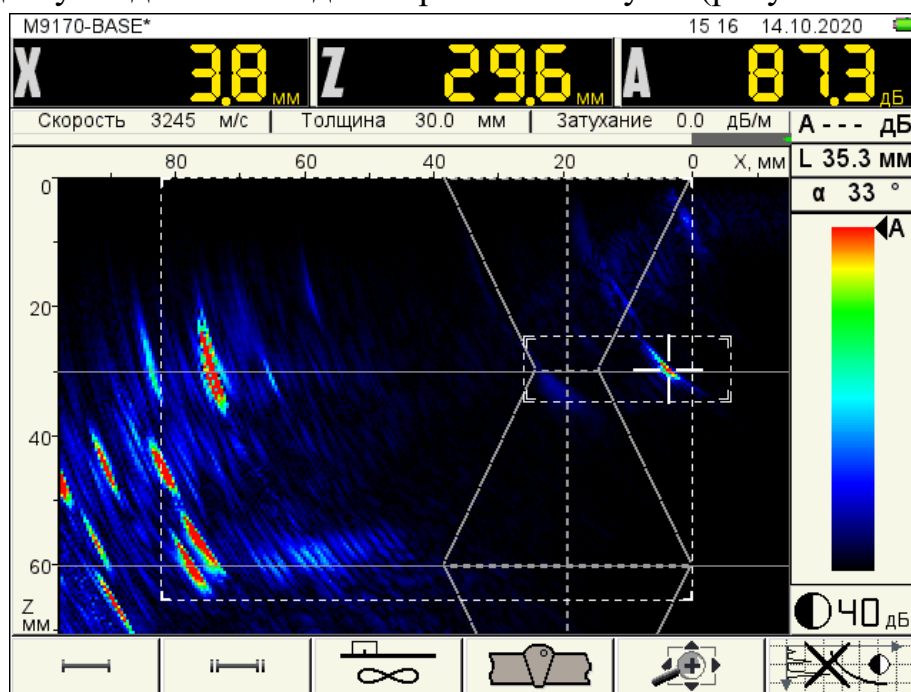 M9170-BASE* 15 16 14.10.2020
X 3.8 мм Z 29.6 мм A 87.3 дБ
Скорость 3245 м/с Толщина 30.0 мм Затухание 0.0 дБ/м A - - - дБ
L 35.3 мм
α 33 °
80 60 40 20 0 X, мм
0
20
40
60
Z
мм
A
40 дБ